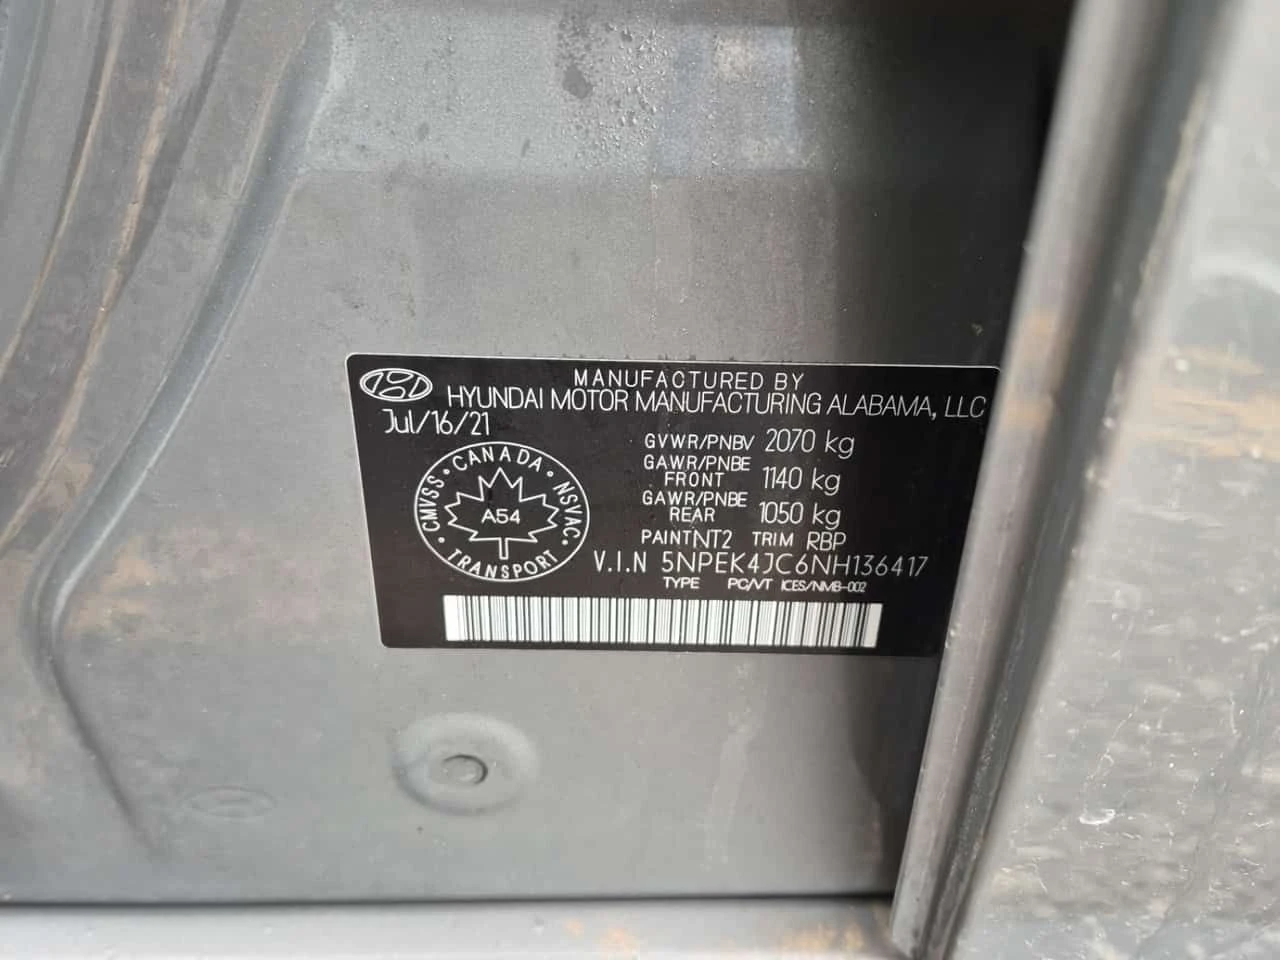 MANUFACTURED BY
HYUNDAI MOTOR MANUFACTURING ALABAMA, LLC
Jul/16/21
GVWR/PNBV 2070 kg
GAWR/PNBE
FRONT 1140 kg
GAWR/PNBE
REAR 1050 kg
PAINT NT2 TRIM RBP
V.I.N 5NPEK4JC6NH136417
TYPE PC/VT ICES/NMB-002
CANADA
CMVSS · NSVAC
A54
TRANSPORT